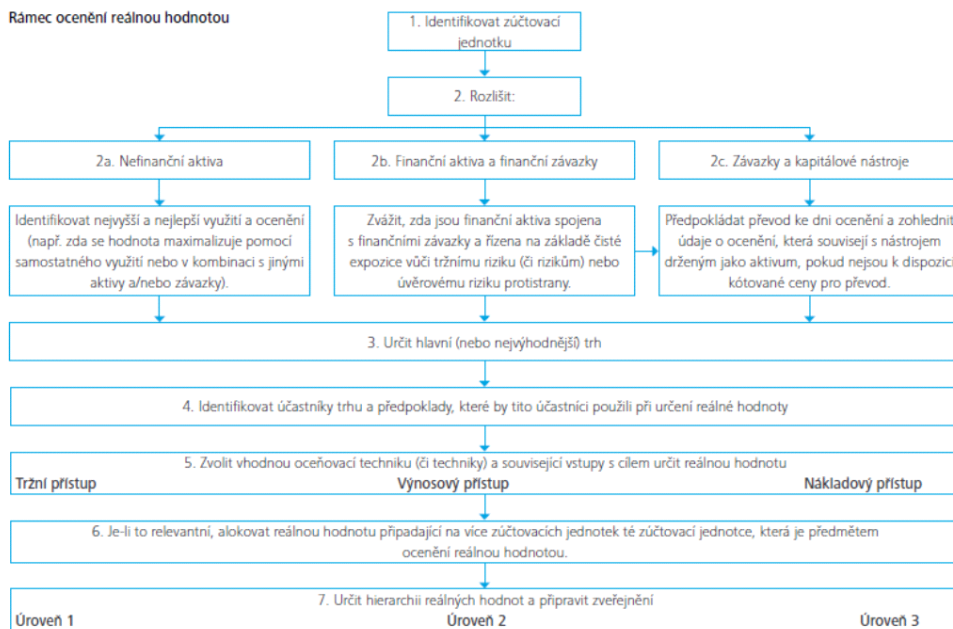 Rámec ocenění reálnou hodnotou
1. Identifikovat zúčtovací
jednotku
2. Rozlišit:
2a. Nefinanční aktiva
2b. Finanční aktiva a finanční závazky
2c. Závazky a kapitálové nástroje
Identifikovat nejvyšší a nejlepší využití a ocenění
(např. zda se hodnota maximalizuje pomocí
samostatného využití nebo v kombinaci s jinými
aktivy a/nebo závazky).
Zvážit, zda jsou finanční aktiva spojena
s finančními závazky a řízena na základě čisté
expozice vůči tržnímu riziku (či rizikům) nebo
úvěrovému riziku protistrany.
Předpokládat převod ke dni ocenění a zohlednit
údaje o ocenění, která souvisejí s nástrojem
drženým jako aktivum, pokud nejsou k dispozici
kótované ceny pro převod.
3. Určit hlavní (nebo nejvýhodnější) trh
4. Identifikovat účastníky trhu a předpoklady, které by tito účastníci použili při určení reálné hodnoty
5. Zvolit vhodnou oceňovací techniku (či techniky) a související vstupy s cílem určit reálnou hodnotu
Tržní přístup Výnosový přístup Nákladový přístup
6. Je-li to relevantní, alokovat reálnou hodnotu připadající na více zúčtovacích jednotek té zúčtovací jednotce, která je předmětem
ocenění reálnou hodnotou.
7. Určit hierarchii reálných hodnot a připravit zveřejnění
Úroveň 1 Úroveň 2 Úroveň 3